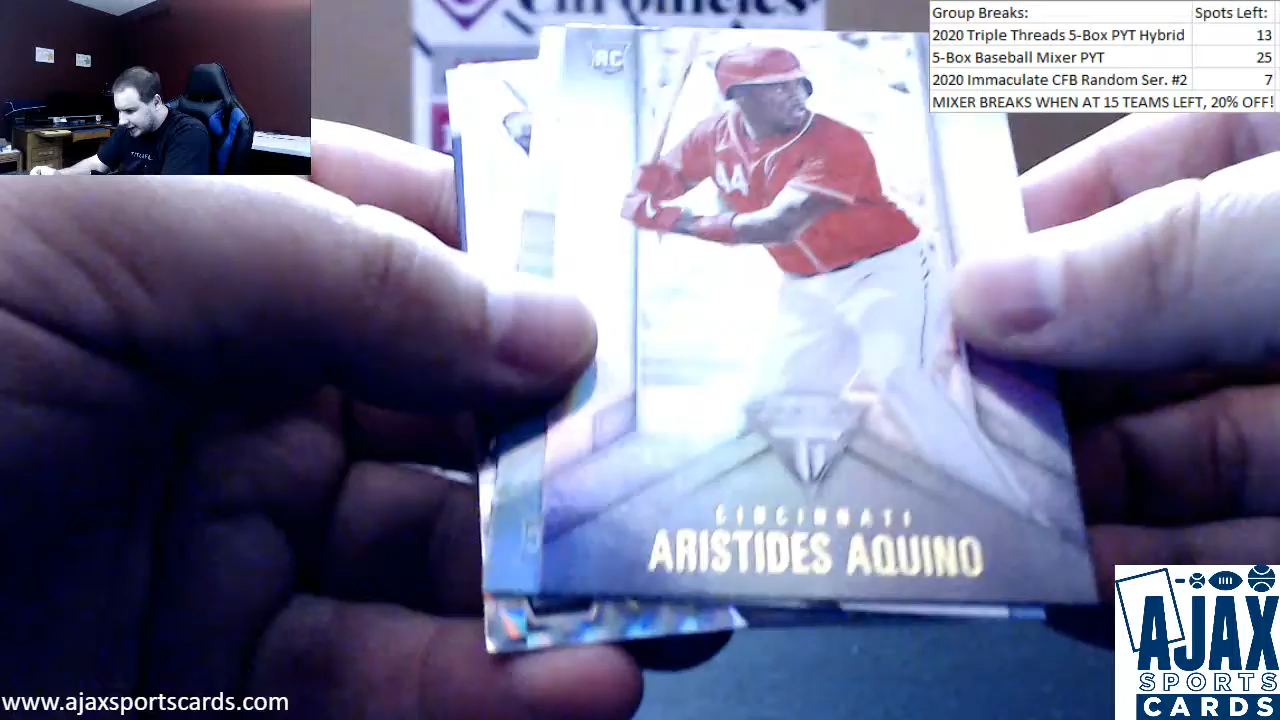 Chronicles
Group Breaks: Spots Left:
2020 Triple Threads 5-Box PYT Hybrid 13
5-Box Baseball Mixer PYT 25
2020 Immaculate CFB Random Ser. #2 7
MIXER BREAKS WHEN AT 15 TEAMS LEFT, 20% OFF!
RC
44
CINCINNATI
ARISTIDES AQUINO
AJAX
SPORTS
CARDS
www.ajaxsportscards.com